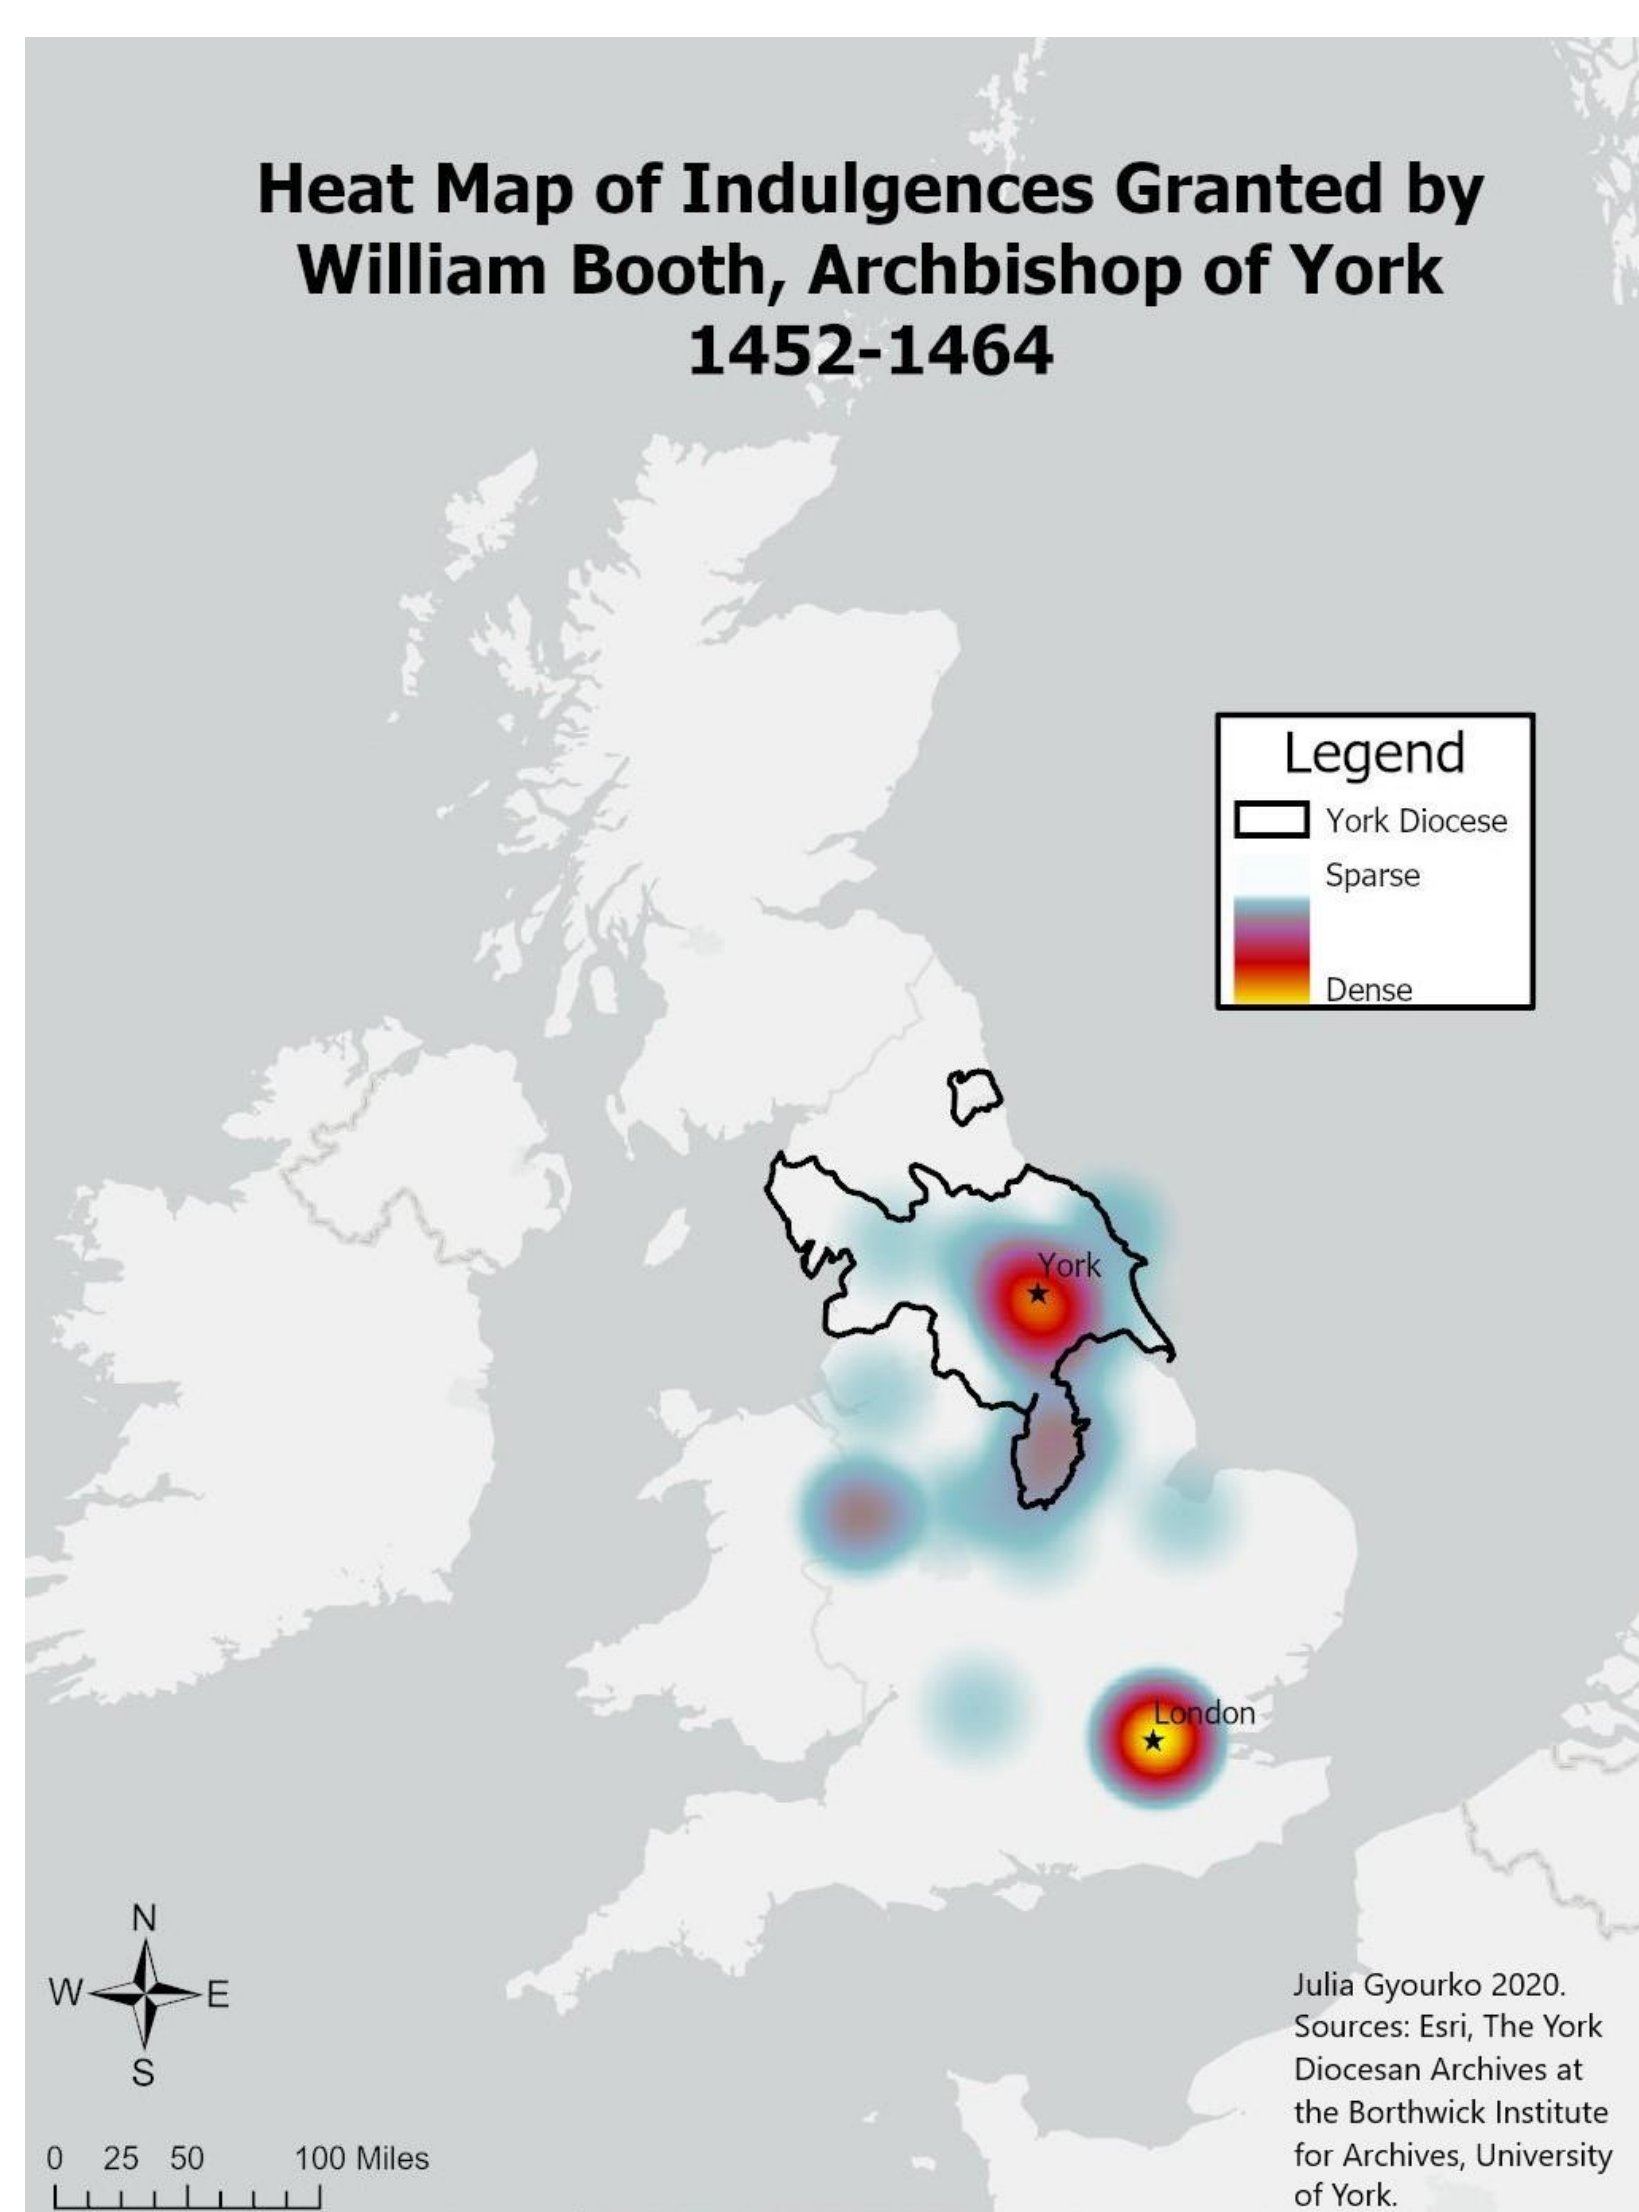 Heat Map of Indulgences Granted by
William Booth, Archbishop of York
1452-1464
Legend
York Diocese
Sparse
Dense
York
London
N
W E
S
0 25 50 100 Miles
Julia Gyourko 2020.
Sources: Esri, The York
Diocesan Archives at
the Borthwick Institute
for Archives, University
of York.